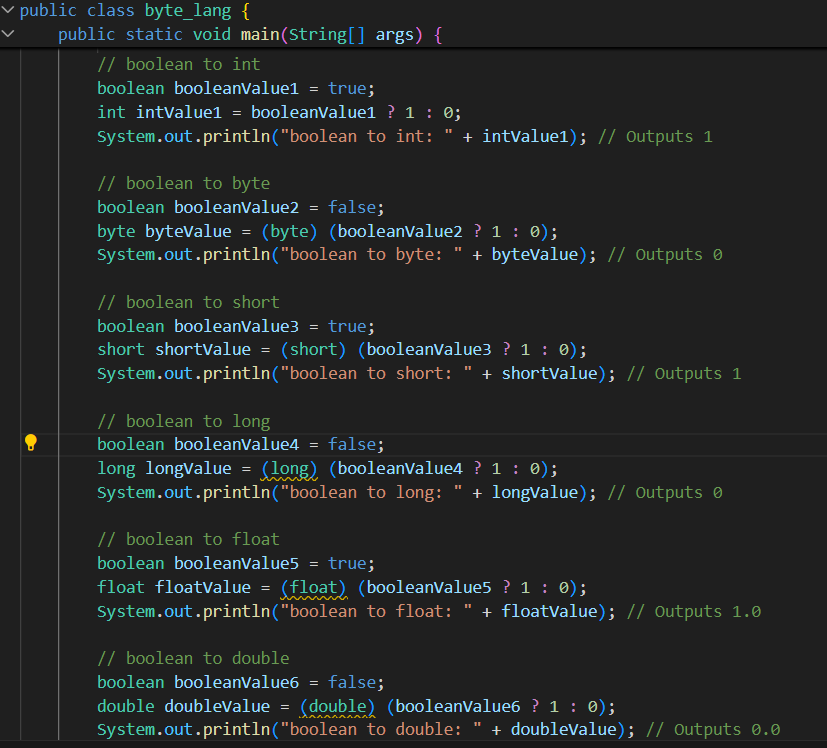 public class byte_lang {
public static void main(String[] args) {
// boolean to int
boolean booleanValue1 = true;
int intValue1 = booleanValue1 ? 1 : 0;
System.out.println("boolean to int: " + intValue1); // Outputs 1
// boolean to byte
boolean booleanValue2 = false;
byte byteValue = (byte) (booleanValue2 ? 1 : 0);
System.out.println("boolean to byte: " + byteValue); // Outputs 0
// boolean to short
boolean booleanValue3 = true;
short shortValue = (short) (booleanValue3 ? 1 : 0);
System.out.println("boolean to short: " + shortValue); // Outputs 1
// boolean to long
boolean booleanValue4 = false;
long longValue = (long) (booleanValue4 ? 1 : 0);
System.out.println("boolean to long: " + longValue); // Outputs 0
// boolean to float
boolean booleanValue5 = true;
float floatValue = (float) (booleanValue5 ? 1 : 0);
System.out.println("boolean to float: " + floatValue); // Outputs 1.0
// boolean to double
boolean booleanValue6 = false;
double doubleValue = (double) (booleanValue6 ? 1 : 0);
System.out.println("boolean to double: " + doubleValue); // Outputs 0.0